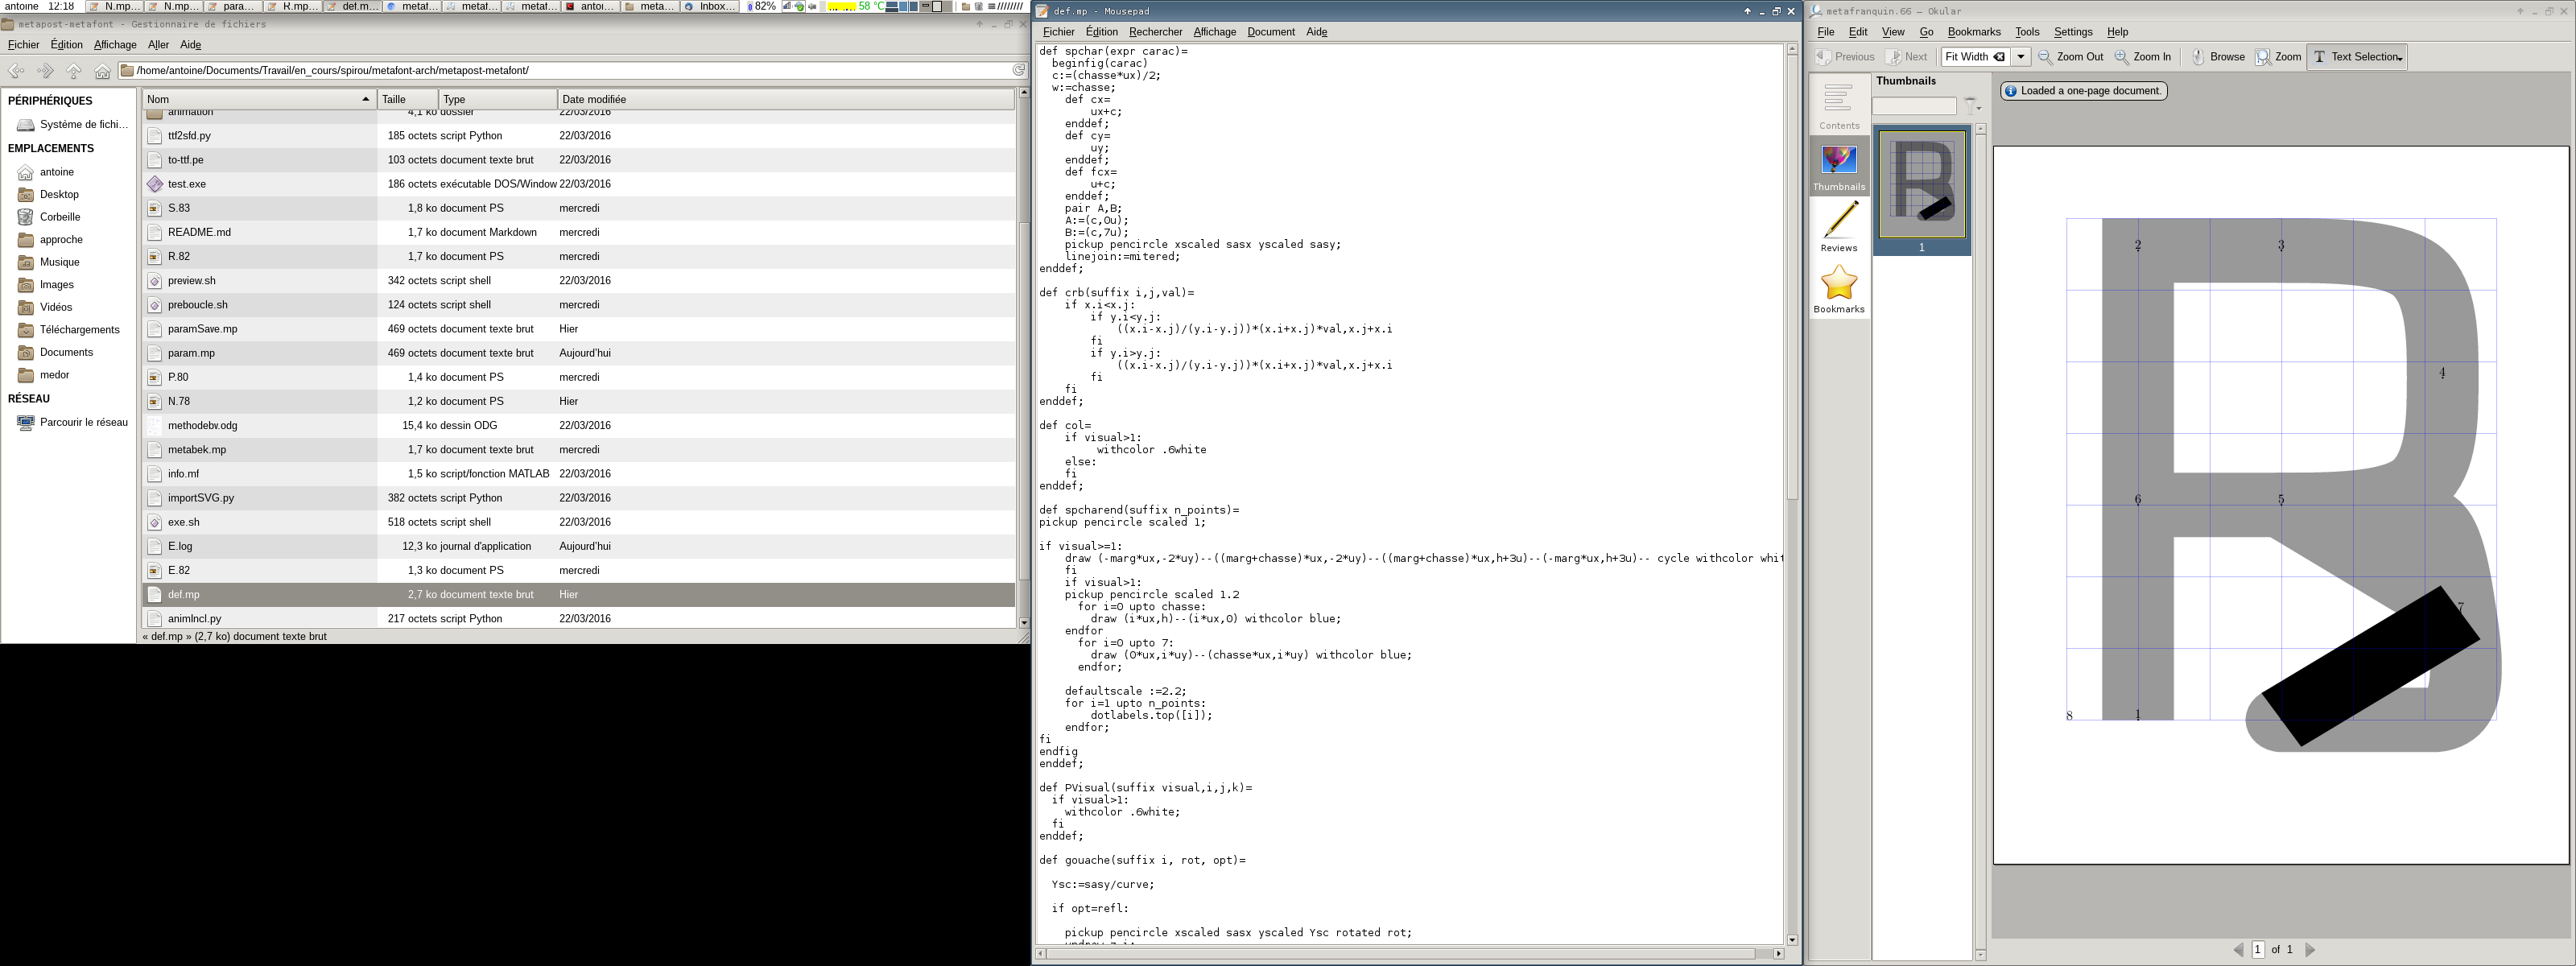 antoine 12:18 N.mp... N.mp... para... R.mp... def.m... metaf... metaf... metaf... antoi... meta... Inbox... 82% 58 °C
metapost-metafont - Gestionnaire de fichiers
Fichier Édition Affichage Aller Aide
/home/antoine/Documents/Travail/en_cours/spirou/metafont-arch/metapost-metafont/
PÉRIPHÉRIQUES
Système de fichi...
EMPLACEMENTS
antoine
Desktop
Corbeille
approche
Musique
Images
Vidéos
Téléchargements
Documents
medor
RÉSEAU
Parcourir le réseau
Nom Taille Type Date modifiée
animation 4,1 ko dossier 22/03/2016
ttf2sfd.py 185 octets script Python 22/03/2016
to-ttf.pe 103 octets document texte brut 22/03/2016
test.exe 186 octets exécutable DOS/Window 22/03/2016
S.83 1,8 ko document PS mercredi
README.md 1,7 ko document Markdown mercredi
R.82 1,7 ko document PS mercredi
preview.sh 342 octets script shell 22/03/2016
preboucle.sh 124 octets script shell mercredi
paramSave.mp 469 octets document texte brut Hier
param.mp 469 octets document texte brut Aujourd'hui
P.80 1,4 ko document PS mercredi
N.78 1,2 ko document PS Hier
methodebv.odg 15,4 ko dessin ODG 22/03/2016
metabek.mp 1,7 ko document texte brut mercredi
info.mf 1,5 ko script/fonction MATLAB 22/03/2016
importSVG.py 382 octets script Python 22/03/2016
exe.sh 518 octets script shell 22/03/2016
E.log 12,3 ko journal d'application Aujourd'hui
E.82 1,3 ko document PS mercredi
def.mp 2,7 ko document texte brut Hier
animIncl.py 217 octets script Python 22/03/2016
« def.mp » (2,7 ko) document texte brut
def.mp - Mousepad
Fichier Édition Rechercher Affichage Document Aide
def spchar(expr carac)=
beginfig(carac)
c:=(chasse*ux)/2;
w:=chasse;
def cx=
ux+c;
enddef;
def cy=
uy;
enddef;
def fcx=
u+c;
enddef;
pair A,B;
A:=(c,0u);
B:=(c,7u);
pickup pencircle xscaled sasx yscaled sasy;
linejoin:=mitered;
enddef;
def crb(suffix i,j,val)=
if x.i<x.j:
if y.i<y.j:
((x.i-x.j)/(y.i-y.j))*(x.i+x.j)*val,x.j+x.i
fi
if y.i>y.j:
((x.i-x.j)/(y.i-y.j))*(x.i+x.j)*val,x.j+x.i
fi
fi
enddef;
def col=
if visual>1:
withcolor .6white
else:
fi
enddef;
def spcharend(suffix n_points)=
pickup pencircle scaled 1;
if visual>=1:
draw (-marg*ux,-2*uy)--((marg+chasse)*ux,-2*uy)--((marg+chasse)*ux,h+3u)--(-marg*ux,h+3u)-- cycle withcolor whit
fi
if visual>1:
pickup pencircle scaled 1.2
for i=0 upto chasse:
draw (i*ux,h)--(i*ux,0) withcolor blue;
endfor
for i=0 upto 7:
draw (0*ux,i*uy)--(chasse*ux,i*uy) withcolor blue;
endfor;
defaultscale :=2.2;
for i=1 upto n_points:
dotlabels.top([i]);
endfor;
fi
endfig
enddef;
def PVisual(suffix visual,i,j,k)=
if visual>1:
withcolor .6white;
fi
enddef;
def gouache(suffix i, rot, opt)=
Ysc:=sasy/curve;
if opt=refl:
pickup pencircle xscaled sasx yscaled Ysc rotated rot;
metafranquin.66 – Okular
File Edit View Go Bookmarks Tools Settings Help
Previous Next Fit Width Zoom Out Zoom In Browse Zoom Text Selection
Contents
Thumbnails
Reviews
Bookmarks
Thumbnails
1
Loaded a one-page document.
2 3
4
6 5
7
8 1
1 of 1